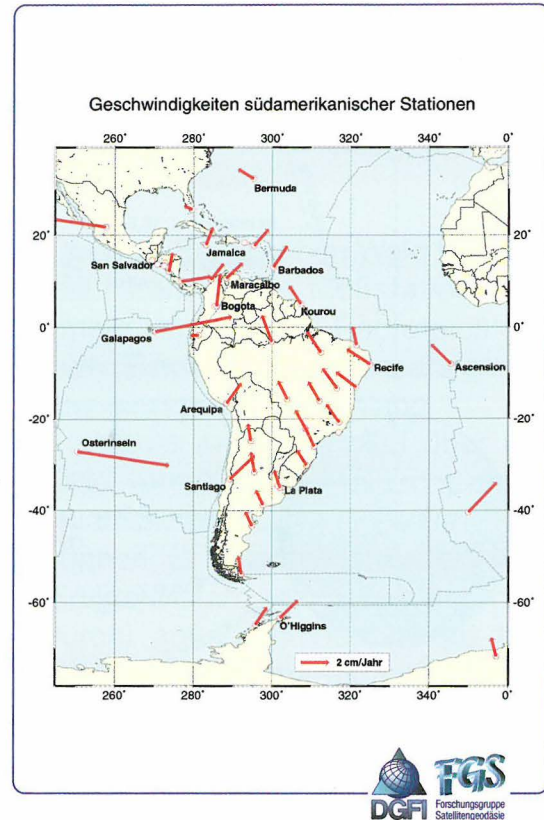 Geschwindigkeiten südamerikanischer Stationen
260° 280° 300° 320° 340° 0°
Bermuda
20° 20°
Jamaica
San Salvador
Barbados
Maracaibo
Bogota
Kourou
0° 0°
Galapagos
Recife
Ascension
Arequipa
-20° -20°
Osterinseln
Santiago
La Plata
-40° -40°
-60° -60°
O'Higgins
2 cm/Jahr
260° 280° 300° 320° 340° 0°
DGFI
FGS
Forschungsgruppe
Satellitengeodäsie